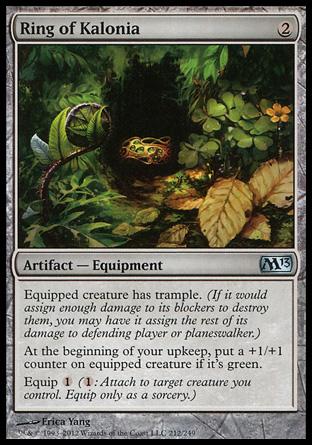 Ring of Kalonia 2
Artifact — Equipment M13
Equipped creature has trample. (If it would
assign enough damage to its blockers to destroy
them, you may have it assign the rest of its
damage to defending player or planeswalker.)
At the beginning of your upkeep, put a +1/+1
counter on equipped creature if it's green.
Equip 1 (1: Attach to target creature you
control. Equip only as a sorcery.)
Erica Yang
™ & © 1993–2012 Wizards of the Coast LLC 212/249